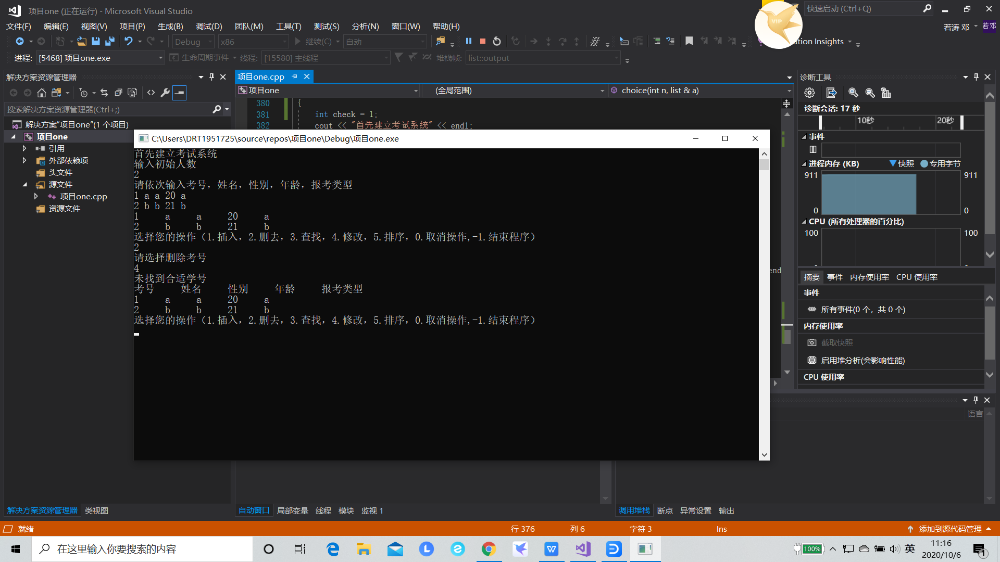 项目one (正在运行) - Microsoft Visual Studio
快速启动 (Ctrl+Q)
文件(F) 编辑(E) 视图(V) 项目(P) 生成(B) 调试(D) 团队(M) 工具(T) 测试(S) 分析(N) 窗口(W) 帮助(H)
VIP
若涛 邓
若邓
Debug x86 继续(C) 自动
ation Insights
进程: [5468] 项目one.exe 生命周期事件 线程: [15580] 主线程 堆栈帧: list::output
解决方案资源管理器
搜索解决方案资源管理器(Ctrl+;)
解决方案"项目one"(1 个项目)
项目one
引用
外部依赖项
头文件
源文件
项目one.cpp
资源文件
项目one.cpp
项目one (全局范围) choice(int n, list & a)
380 {
381 int check = 1;
382 cout << "首先建立考试系统" << endl;
end
C:\Users\DRT1951725\source\repos\项目one\Debug\项目one.exe
首先建立考试系统
输入初始人数
2
请依次输入考号, 姓名, 性别, 年龄, 报考类型
1 a a 20 a
2 b b 21 b
1 a a 20 a
2 b b 21 b
选择您的操作（1.插入, 2.删去, 3.查找, 4.修改, 5.排序, 0.取消操作,-1.结束程序）
2
请选择删除考号
4
未找到合适学号
考号 姓名 性别 年龄 报考类型
1 a a 20 a
2 b b 21 b
选择您的操作（1.插入, 2.删去, 3.查找, 4.修改, 5.排序, 0.取消操作,-1.结束程序）
诊断工具
诊断会话: 17 秒
10秒 20秒
事件
进程内存 (KB) 快照 专用字节
911 911
0 0
CPU (所有处理器的百分比)
100 100
摘要 事件 内存使用率 CPU 使用率
事件
所有事件(0 个，共 0 个)
内存使用率
截取快照
启用堆分析(会影响性能)
CPU 使用率
语言
解决方案资源管理器 类视图
自动窗口 局部变量 线程 模块 监视 1
调用堆栈 断点 异常设置 输出
就绪 行 376 列 6 字符 3 Ins 添加到源代码管理
在这里输入你要搜索的内容
100%
英
11:16
2020/10/6
1